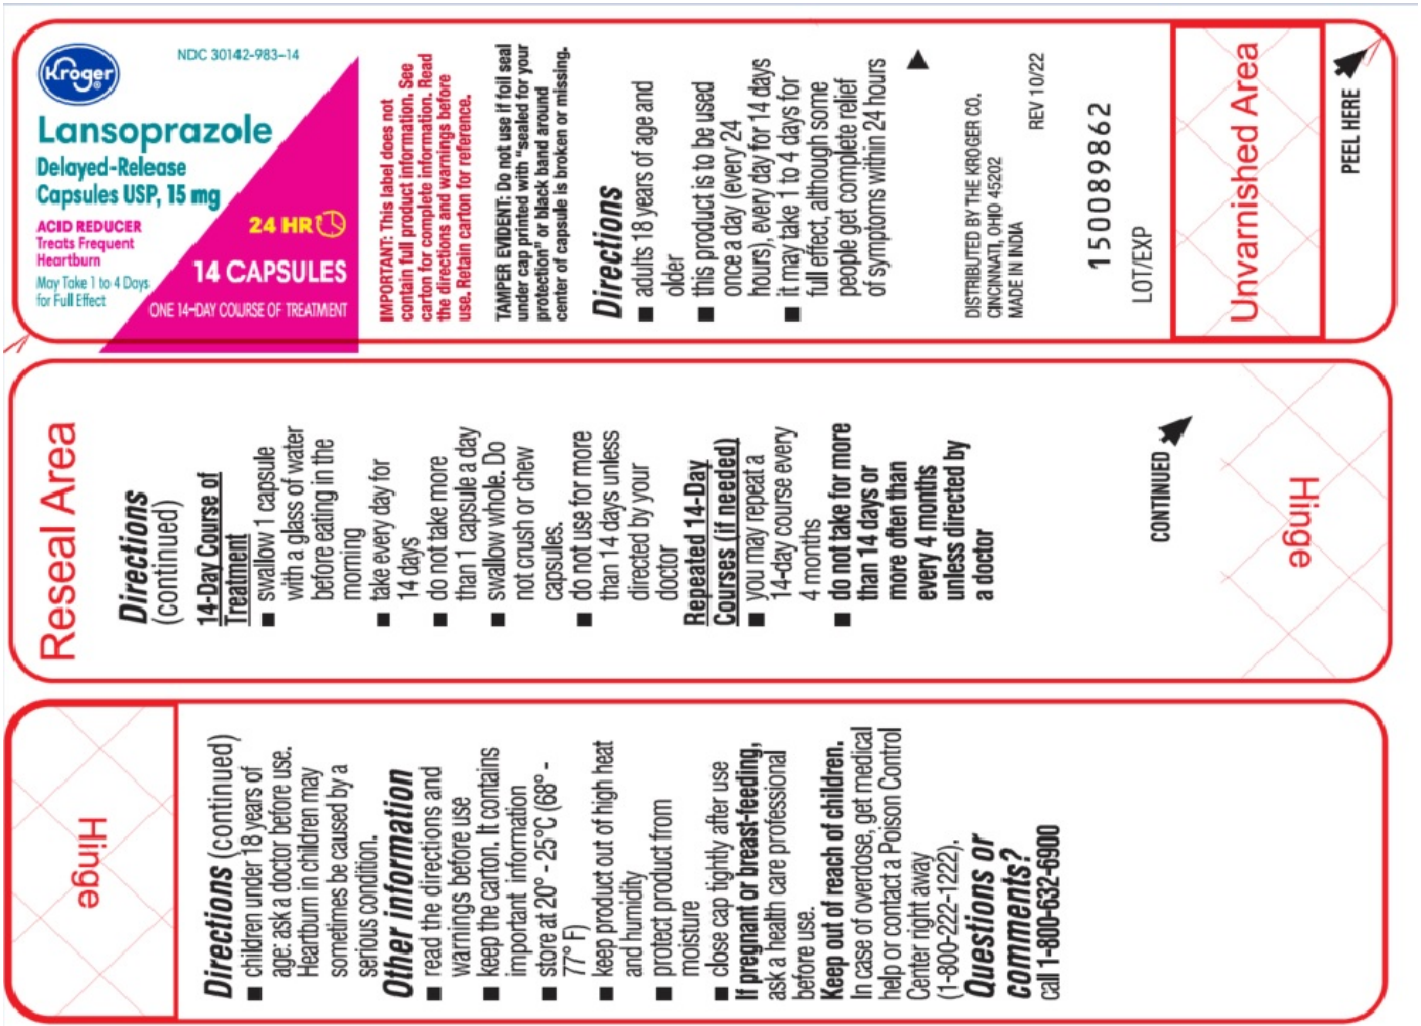 Kroger
®
NDC 30142-983-14
Lansoprazole
Delayed-Release
Capsules USP, 15 mg
ACID REDUCER
Treats Frequent
Heartburn
May Take 1 to 4 Days
for Full Effect
24 HR
14 CAPSULES
ONE 14-DAY COURSE OF TREATMENT
IMPORTANT: This label does not
contain full product information. See
carton for complete information. Read
the directions and warnings before
use. Retain carton for reference.
TAMPER EVIDENT: Do not use if foil seal
under cap printed with "sealed for your
protection" or black band around
center of capsule is broken or missing.
Directions
■ adults 18 years of age and
older
■ this product is to be used
once a day (every 24
hours), every day for 14 days
■ it may take 1 to 4 days for
full effect, although some
people get complete relief
of symptoms within 24 hours
DISTRIBUTED BY THE KROGER CO.
CINCINNATI, OHIO 45202
MADE IN INDIA
REV 10/22
150089862
LOT/EXP
Unvarnished Area
PEEL HERE
Reseal Area
Directions
(continued)
14-Day Course of
Treatment
■ swallow 1 capsule
with a glass of water
before eating in the
morning
■ take every day for
14 days
■ do not take more
than 1 capsule a day
■ swallow whole. Do
not crush or chew
capsules.
■ do not use for more
than 14 days unless
directed by your
doctor
Repeated 14-Day
Courses (if needed)
■ you may repeat a
14-day course every
4 months
■ do not take for more
than 14 days or
more often than
every 4 months
unless directed by
a doctor
CONTINUED
Hinge
Hinge
Directions (continued)
■ children under 18 years of
age: ask a doctor before use.
Heartburn in children may
sometimes be caused by a
serious condition.
Other information
■ read the directions and
warnings before use
■ keep the carton. It contains
important information
■ store at 20° - 25°C (68° -
77° F)
■ keep product out of high heat
and humidity
■ protect product from
moisture
■ close cap tightly after use
If pregnant or breast-feeding,
ask a health care professional
before use.
Keep out of reach of children.
In case of overdose, get medical
help or contact a Poison Control
Center right away
(1-800-222-1222).
Questions or
comments?
call 1-800-632-6900